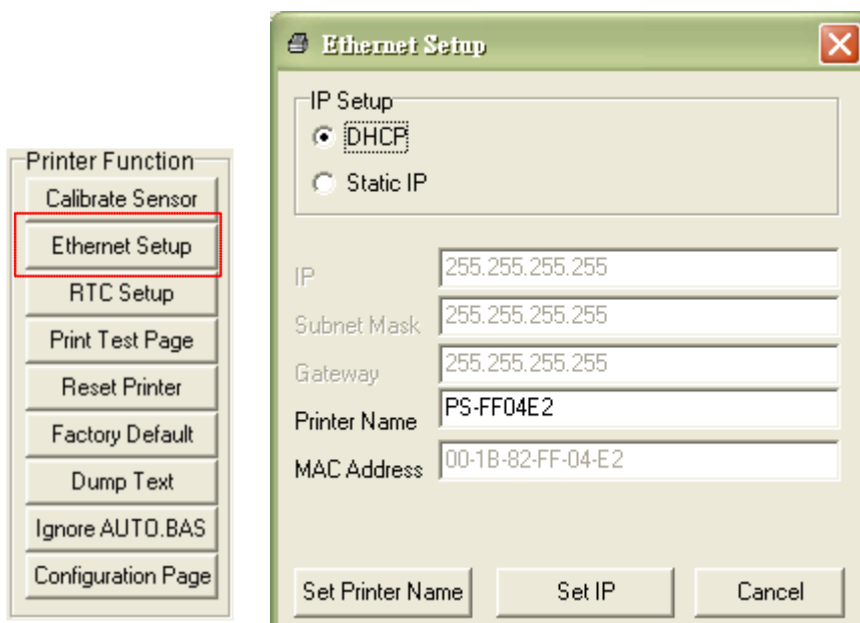 Printer Function
Calibrate Sensor
Ethernet Setup
RTC Setup
Print Test Page
Reset Printer
Factory Default
Dump Text
Ignore AUTO.BAS
Configuration Page
Ethernet Setup
IP Setup
DHCP
Static IP
IP 255.255.255.255
Subnet Mask 255.255.255.255
Gateway 255.255.255.255
Printer Name PS-FF04E2
MAC Address 00-1B-82-FF-04-E2
Set Printer Name Set IP Cancel